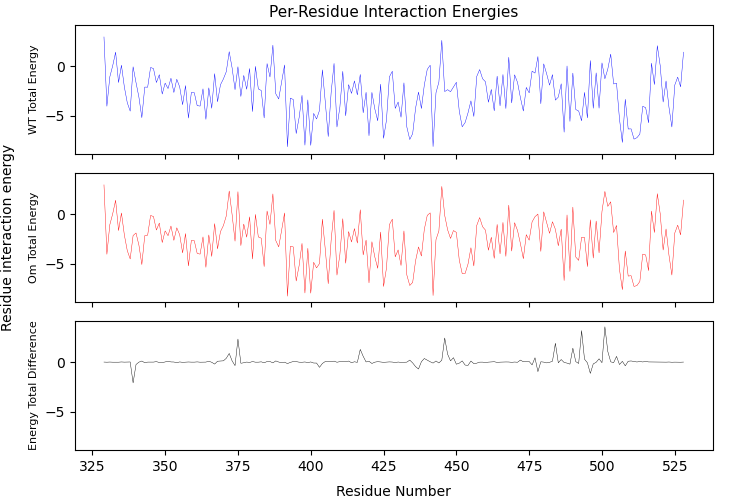 Per-Residue Interaction Energies
Residue interaction energy
WT Total Energy
0
−5
Om Total Energy
0
−5
Energy Total Difference
0
−5
325 350 375 400 425 450 475 500 525
Residue Number